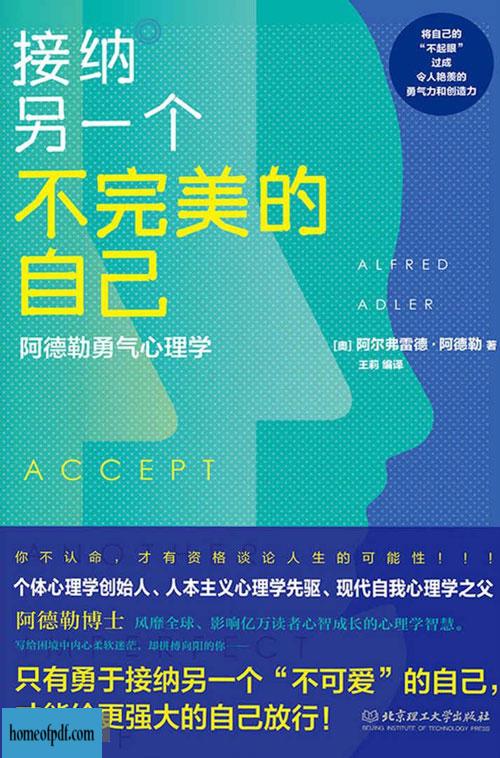 将自己的
“不起眼”
过成
令人艳羡的
勇气力和创造力
接纳
另一个
不完美的
自己
ALFRED
ADLER
阿德勒勇气心理学
[奥] 阿尔弗雷德·阿德勒 著
王莉 编译
ACCEPT
你不认命，才有资格谈论人生的可能性！！！
个体心理学创始人、人本主义心理学先驱、现代自我心理学之父
阿德勒博士 风靡全球、影响亿万读者心智成长的心理学智慧。
写给困境中内心柔软迷茫，却拼搏向阳的你——
只有勇于接纳另一个“不可爱”的自己，
才能给更强大的自己放行！
北京理工大学出版社
BEIJING INSTITUTE OF TECHNOLOGY PRESS
homeofpdf.com